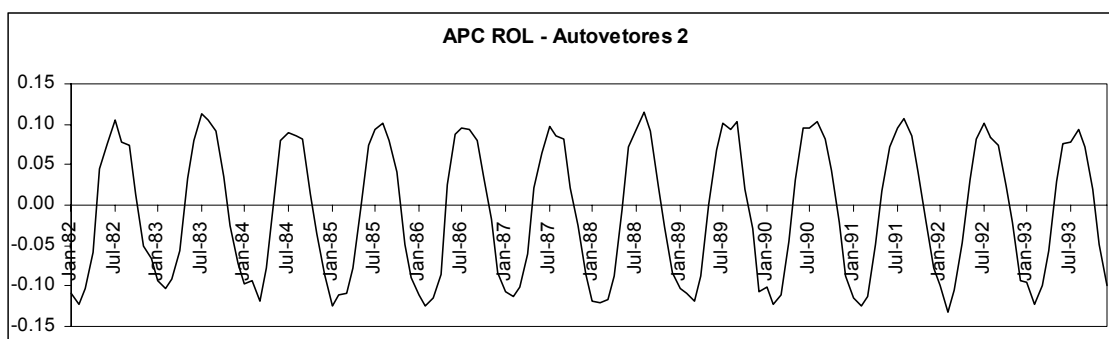 APC ROL - Autovetores 2
0.15
0.10
0.05
0.00
-0.05
-0.10
-0.15
Jan-82
Jul-82
Jan-83
Jul-83
Jan-84
Jul-84
Jan-85
Jul-85
Jan-86
Jul-86
Jan-87
Jul-87
Jan-88
Jul-88
Jan-89
Jul-89
Jan-90
Jul-90
Jan-91
Jul-91
Jan-92
Jul-92
Jan-93
Jul-93